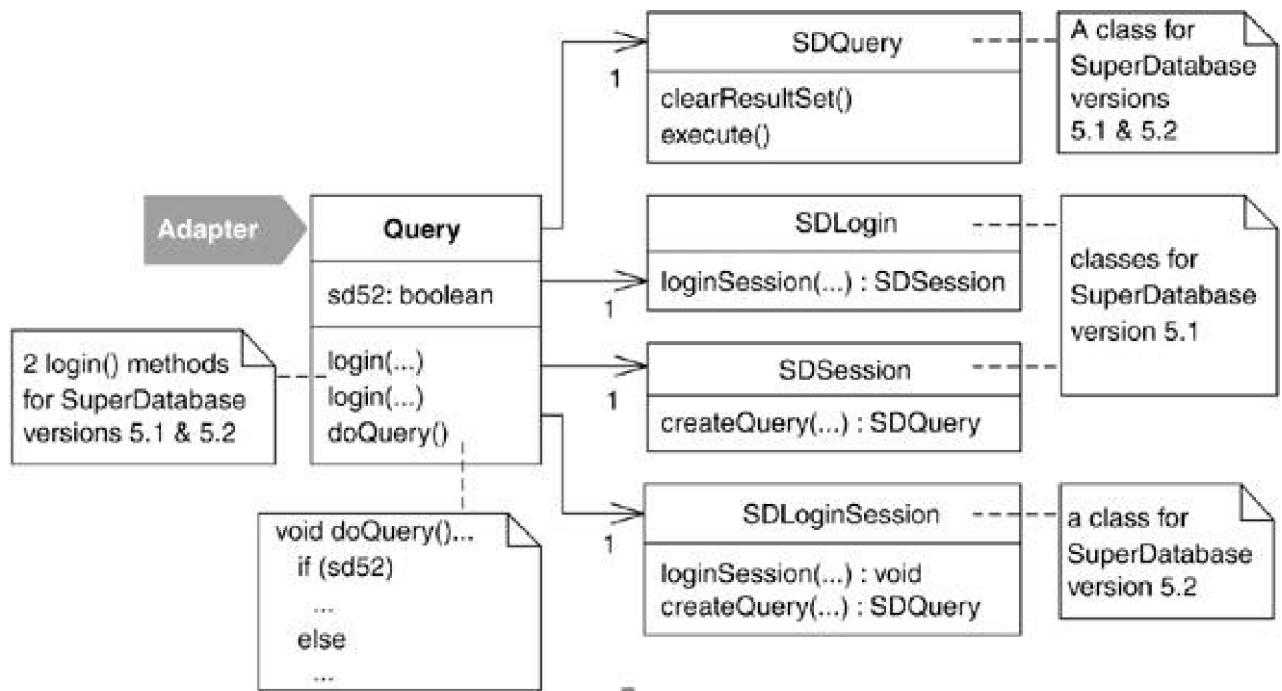 SDQuery
1
clearResultSet()
execute()
A class for
SuperDatabase
versions
5.1 & 5.2
Adapter
Query
sd52: boolean
login(...)
login(...)
doQuery()
2 login() methods
for SuperDatabase
versions 5.1 & 5.2
SDLogin
1
loginSession(...) : SDSession
classes for
SuperDatabase
version 5.1
SDSession
1
createQuery(...) : SDQuery
SDLoginSession
1
loginSession(...) : void
createQuery(...) : SDQuery
a class for
SuperDatabase
version 5.2
void doQuery()...
if (sd52)
...
else
...